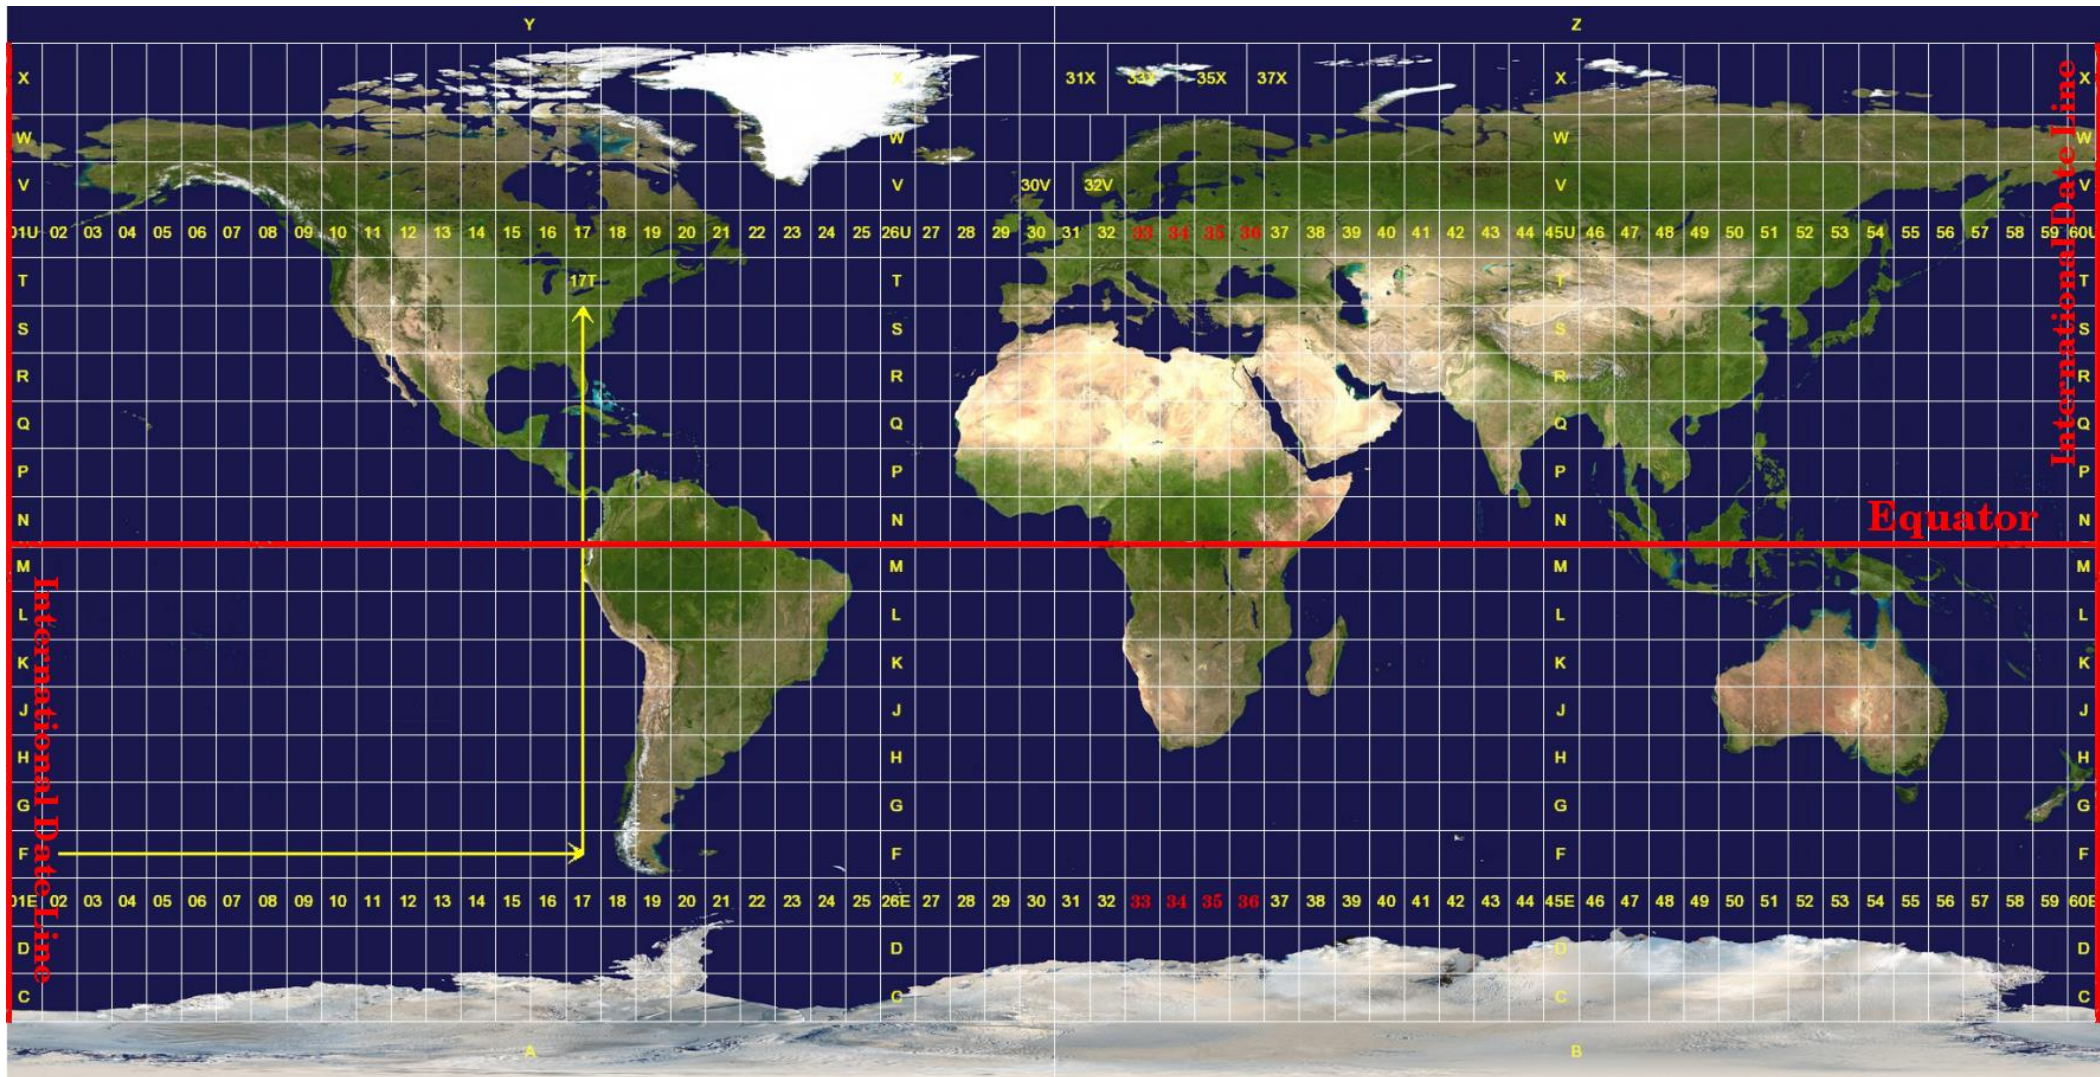 Y Z
X X 31X 33X 35X 37X X X
W W W W
V V 30V 32V V V
01U 02 03 04 05 06 07 08 09 10 11 12 13 14 15 16 17 18 19 20 21 22 23 24 25 26U 27 28 29 30 31 32 33 34 35 36 37 38 39 40 41 42 43 44 45U 46 47 48 49 50 51 52 53 54 55 56 57 58 59 60U
T 17T T T T
S S S S
R R R R
Q Q Q Q
P P P P
International Date Line
N N N N
Equator
M M M M
L L L L
K K K K
J J J J
H H H H
G G G G
F F F F
01E 02 03 04 05 06 07 08 09 10 11 12 13 14 15 16 17 18 19 20 21 22 23 24 25 26E 27 28 29 30 31 32 33 34 35 36 37 38 39 40 41 42 43 44 45E 46 47 48 49 50 51 52 53 54 55 56 57 58 59 60E
D D D D
C C C C
International Date Line
A B